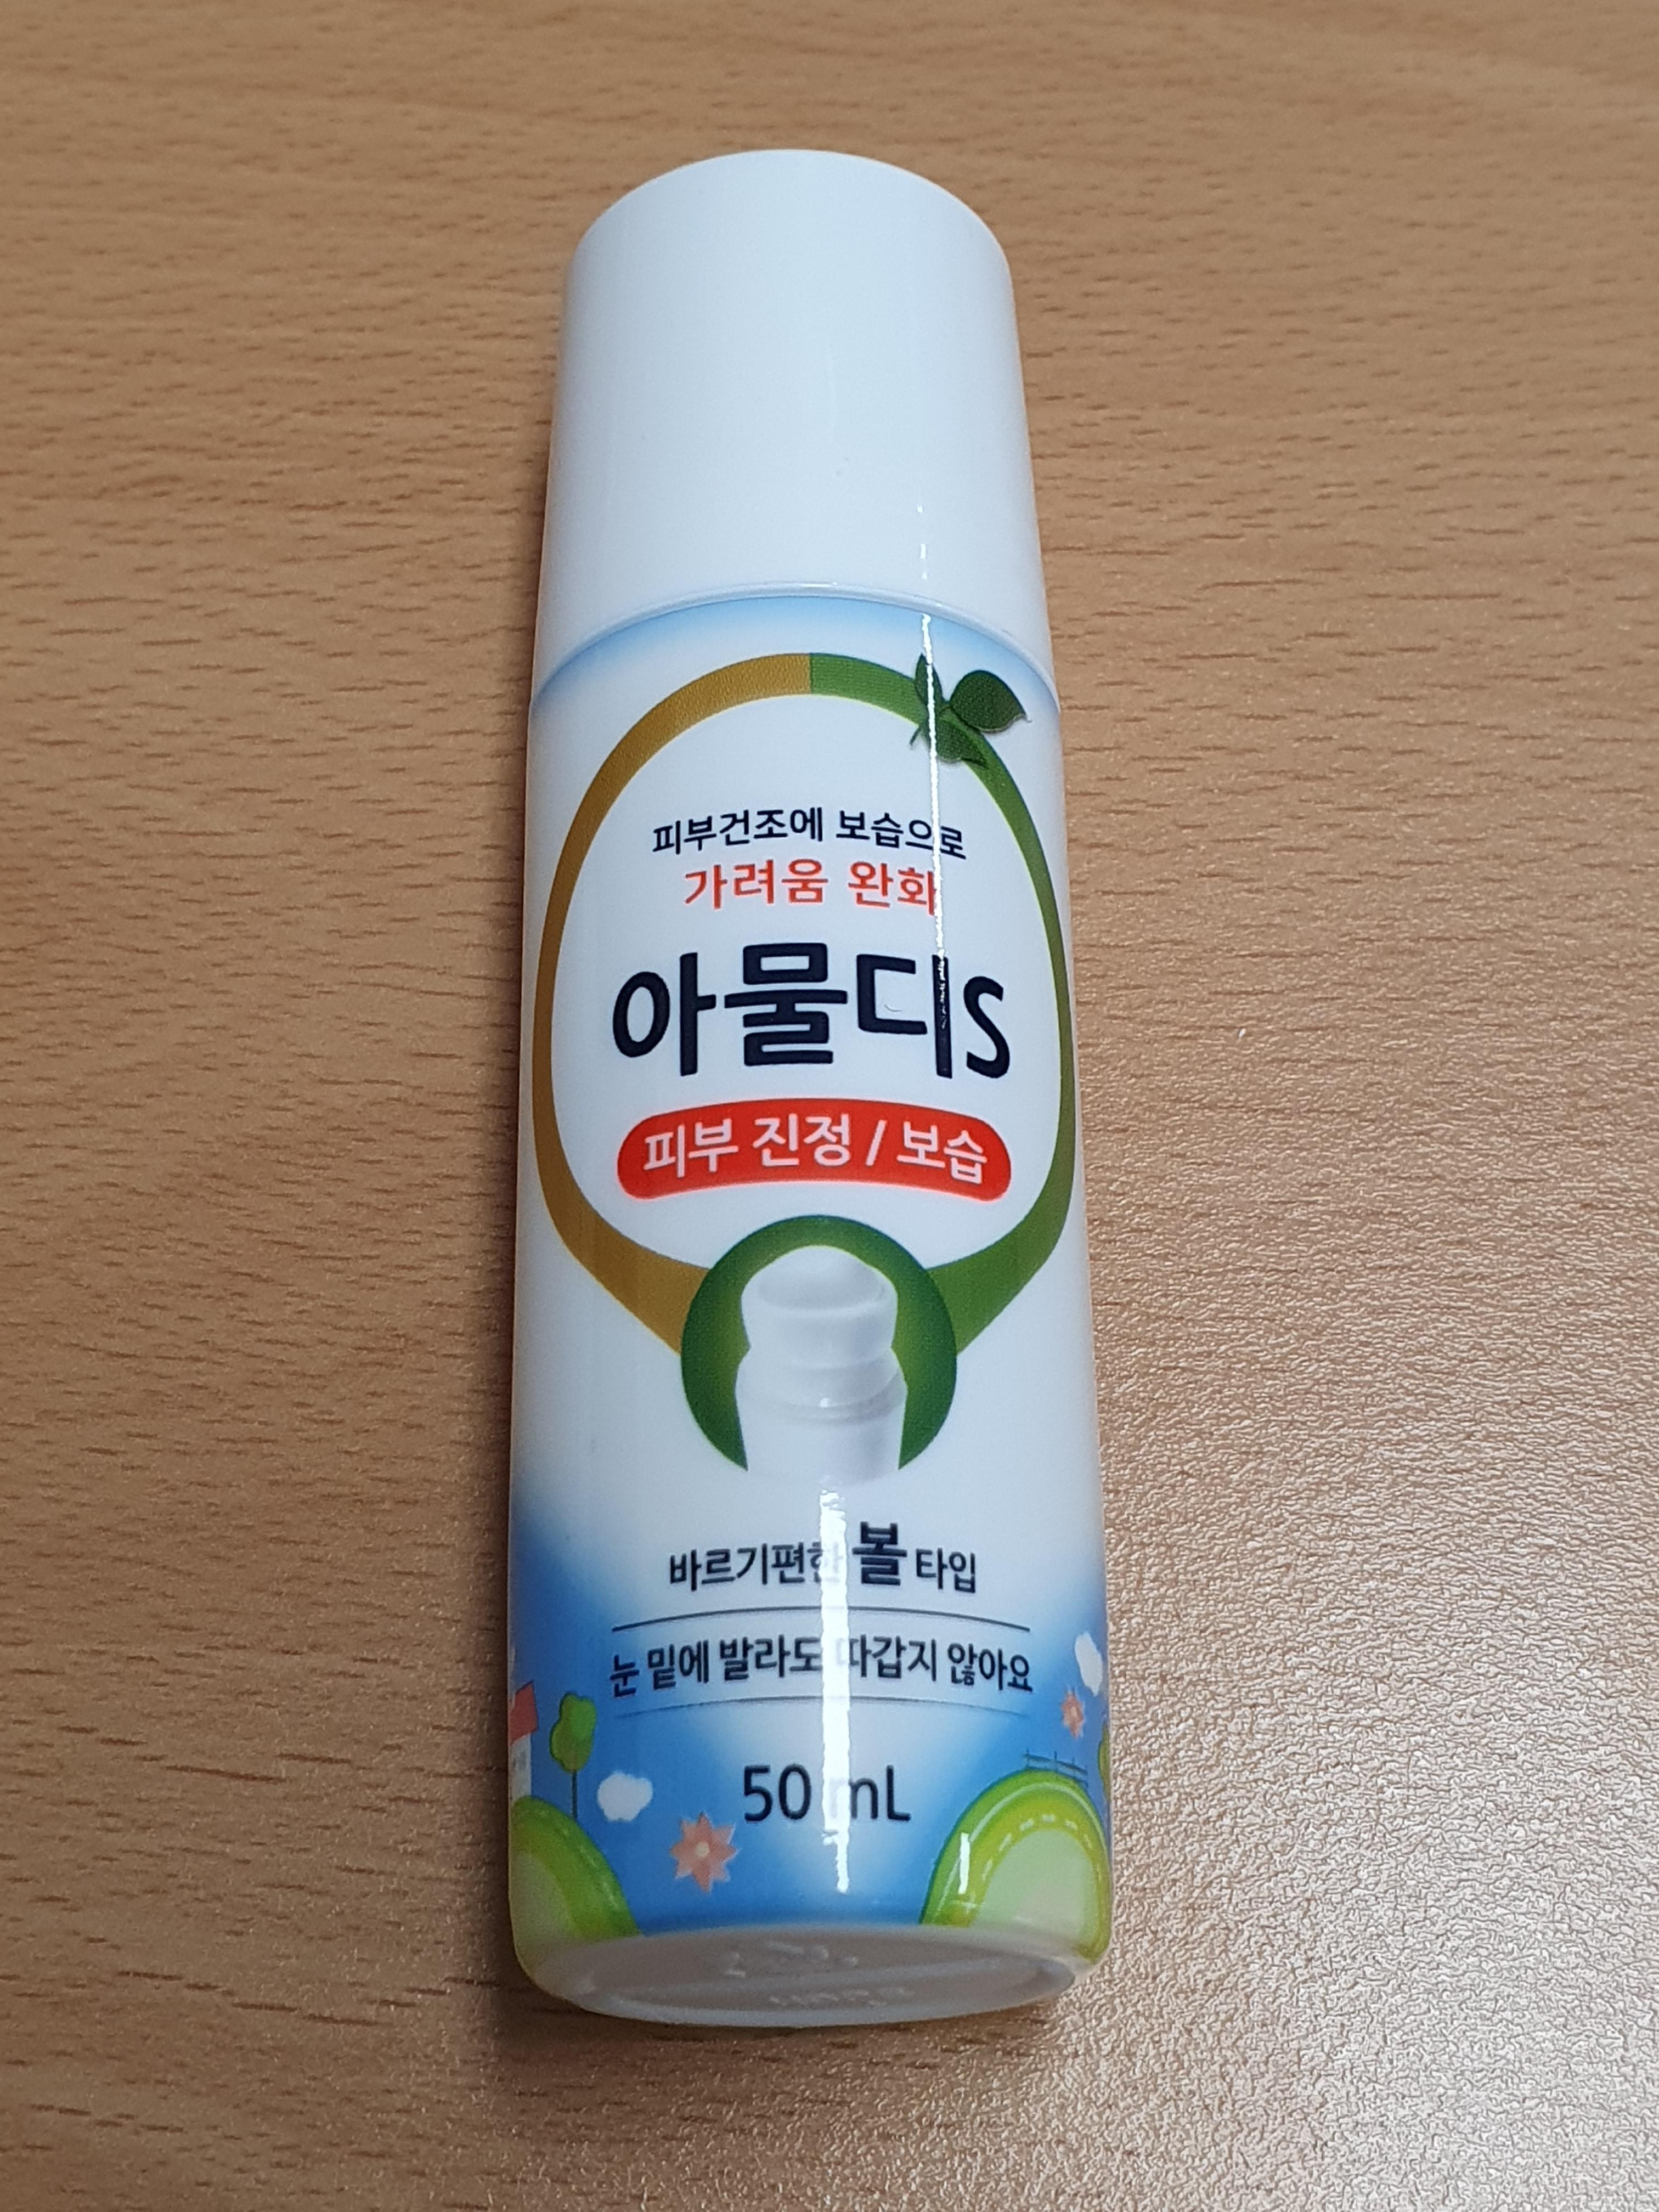 피부건조에 보습으로
가려움 완화
아물디S
피부 진정 / 보습
바르기편한 볼 타입
눈 밑에 발라도 따갑지 않아요
50 mL